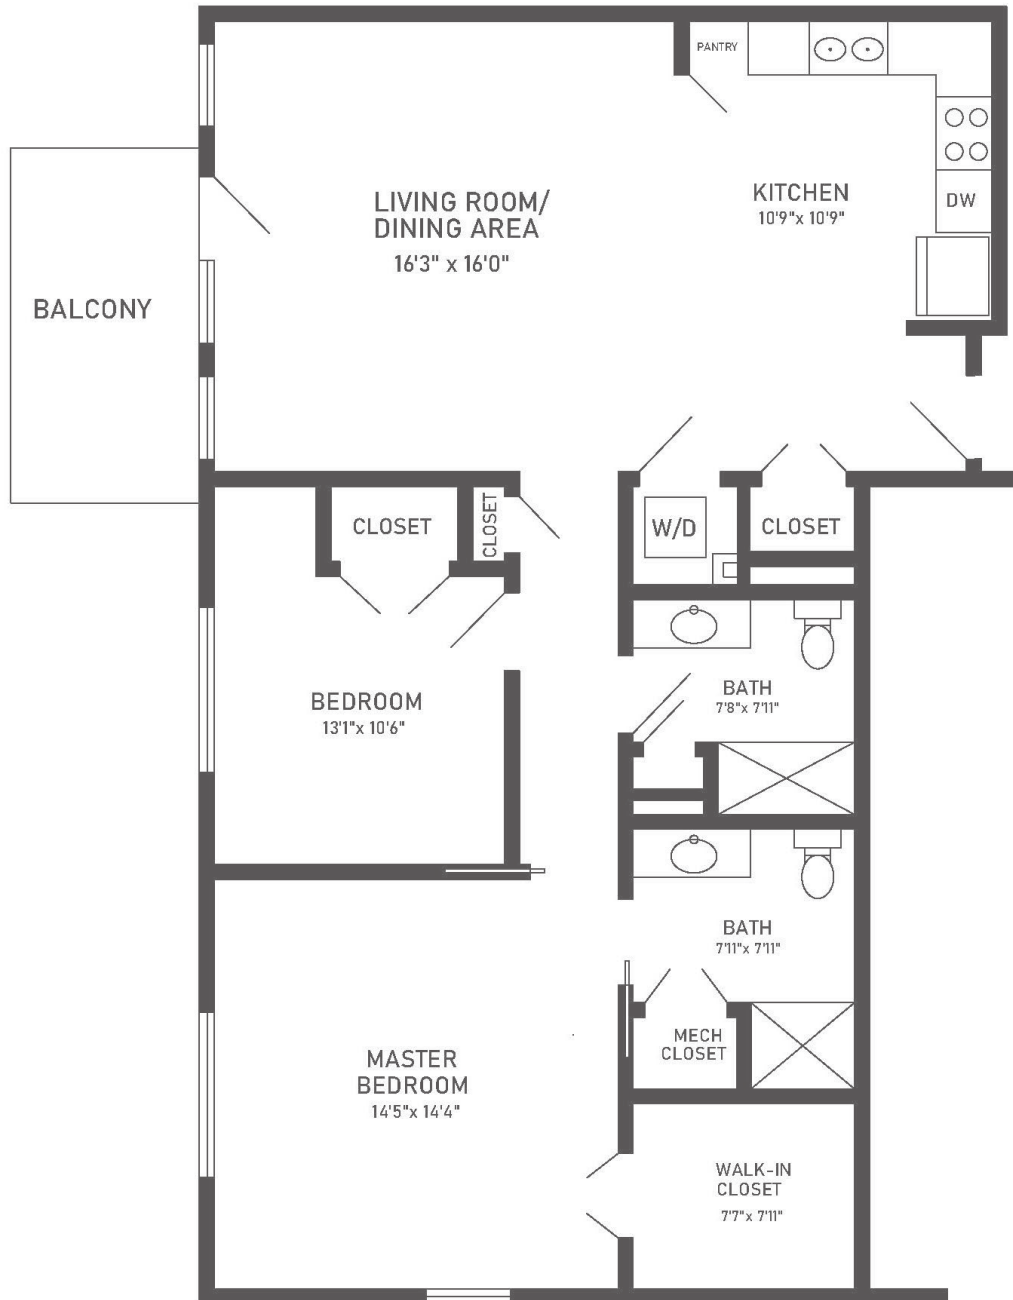 PANTRY
LIVING ROOM/
DINING AREA
16'3" x 16'0"
KITCHEN
10'9"x 10'9"
DW
BALCONY
CLOSET
CLOSET
W/D
CLOSET
BEDROOM
13'1"x 10'6"
BATH
7'8"x 7'11"
BATH
7'11"x 7'11"
MECH
CLOSET
MASTER
BEDROOM
14'5"x 14'4"
WALK-IN
CLOSET
7'7"x 7'11"